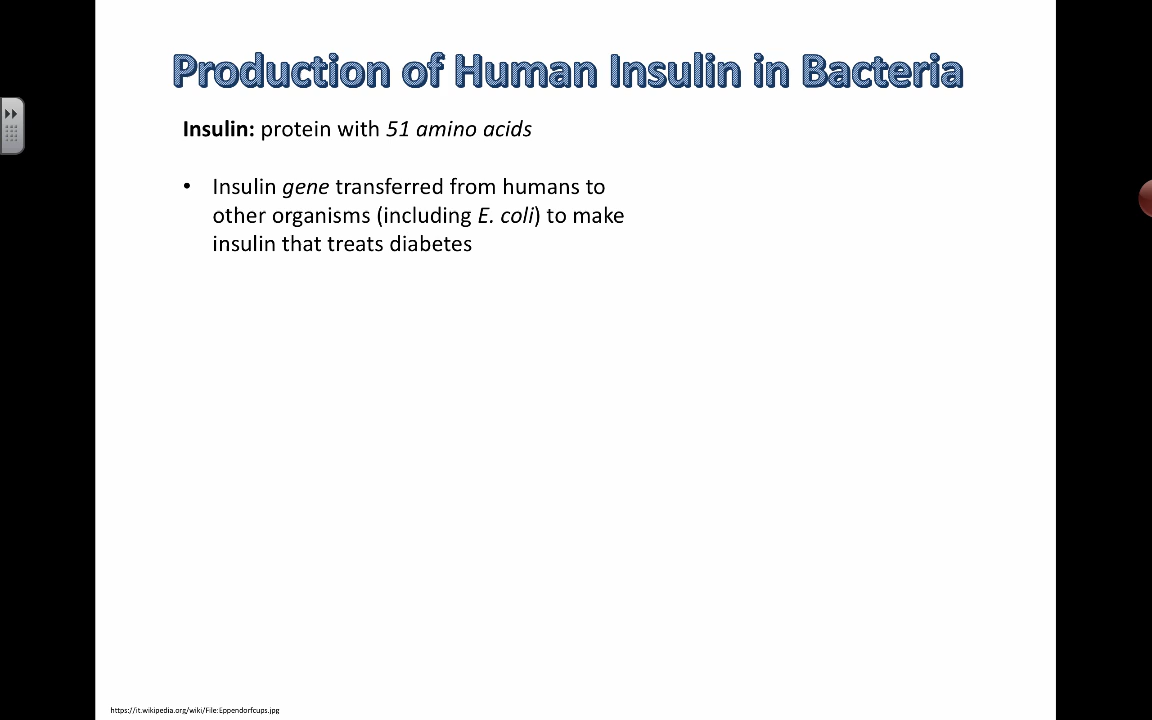 Production of Human Insulin in Bacteria
Insulin: protein with 51 amino acids
• Insulin gene transferred from humans to
other organisms (including E. coli) to make
insulin that treats diabetes
https://it.wikipedia.org/wiki/File:Eppendorfcups.jpg